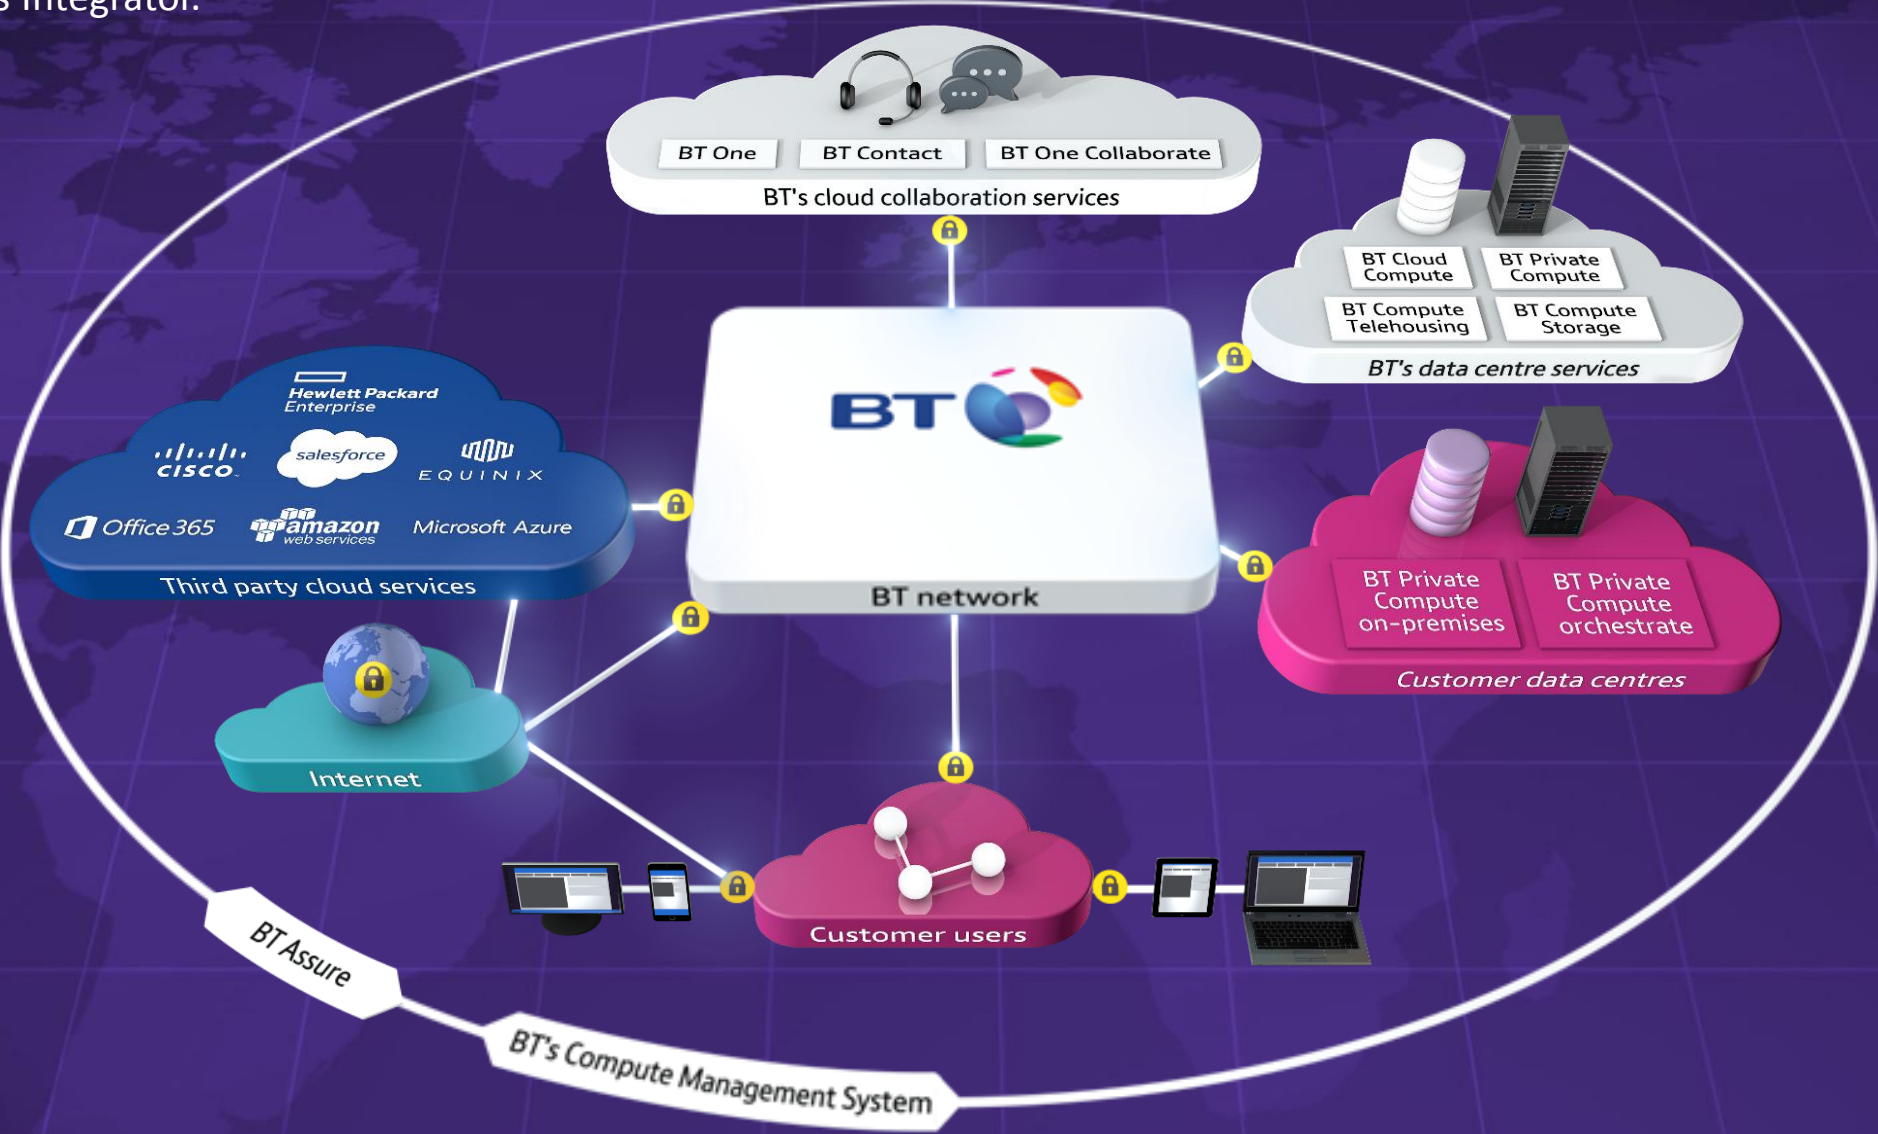 s integrator.
BT One
BT Contact
BT One Collaborate
BT's cloud collaboration services
BT Cloud
Compute
BT Private
Compute
BT Compute
Telehousing
BT Compute
Storage
BT's data centre services
BT
BT network
Hewlett Packard
Enterprise
CISCO
salesforce
EQUINIX
Office 365
amazon
web services
Microsoft Azure
Third party cloud services
BT Private
Compute
on-premises
BT Private
Compute
orchestrate
Customer data centres
Internet
Customer users
BT Assure
BT's Compute Management System